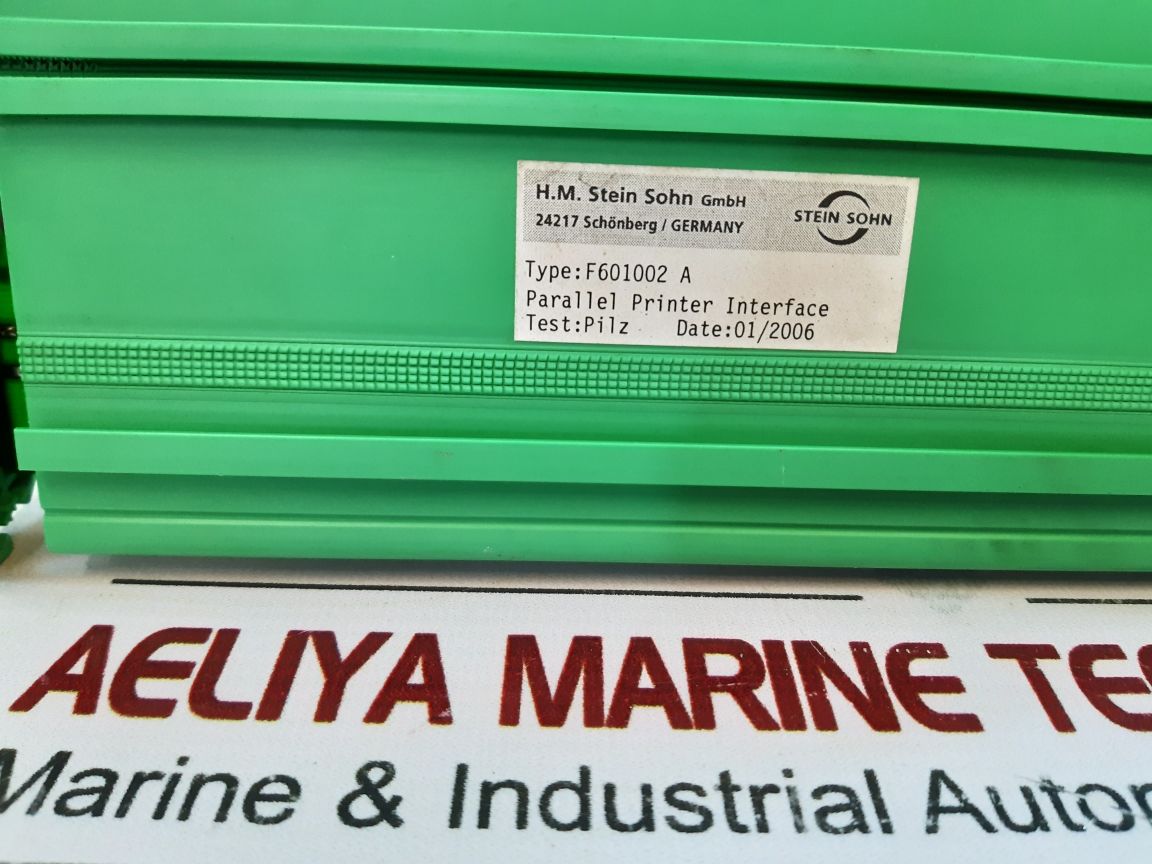 H.M. Stein Sohn GmbH
24217 Schönberg / GERMANY
STEIN SOHN
Type:F601002 A
Parallel Printer Interface
Test:Pilz Date:01/2006
AELIYA MARINE TE
Marine & Industrial Auto